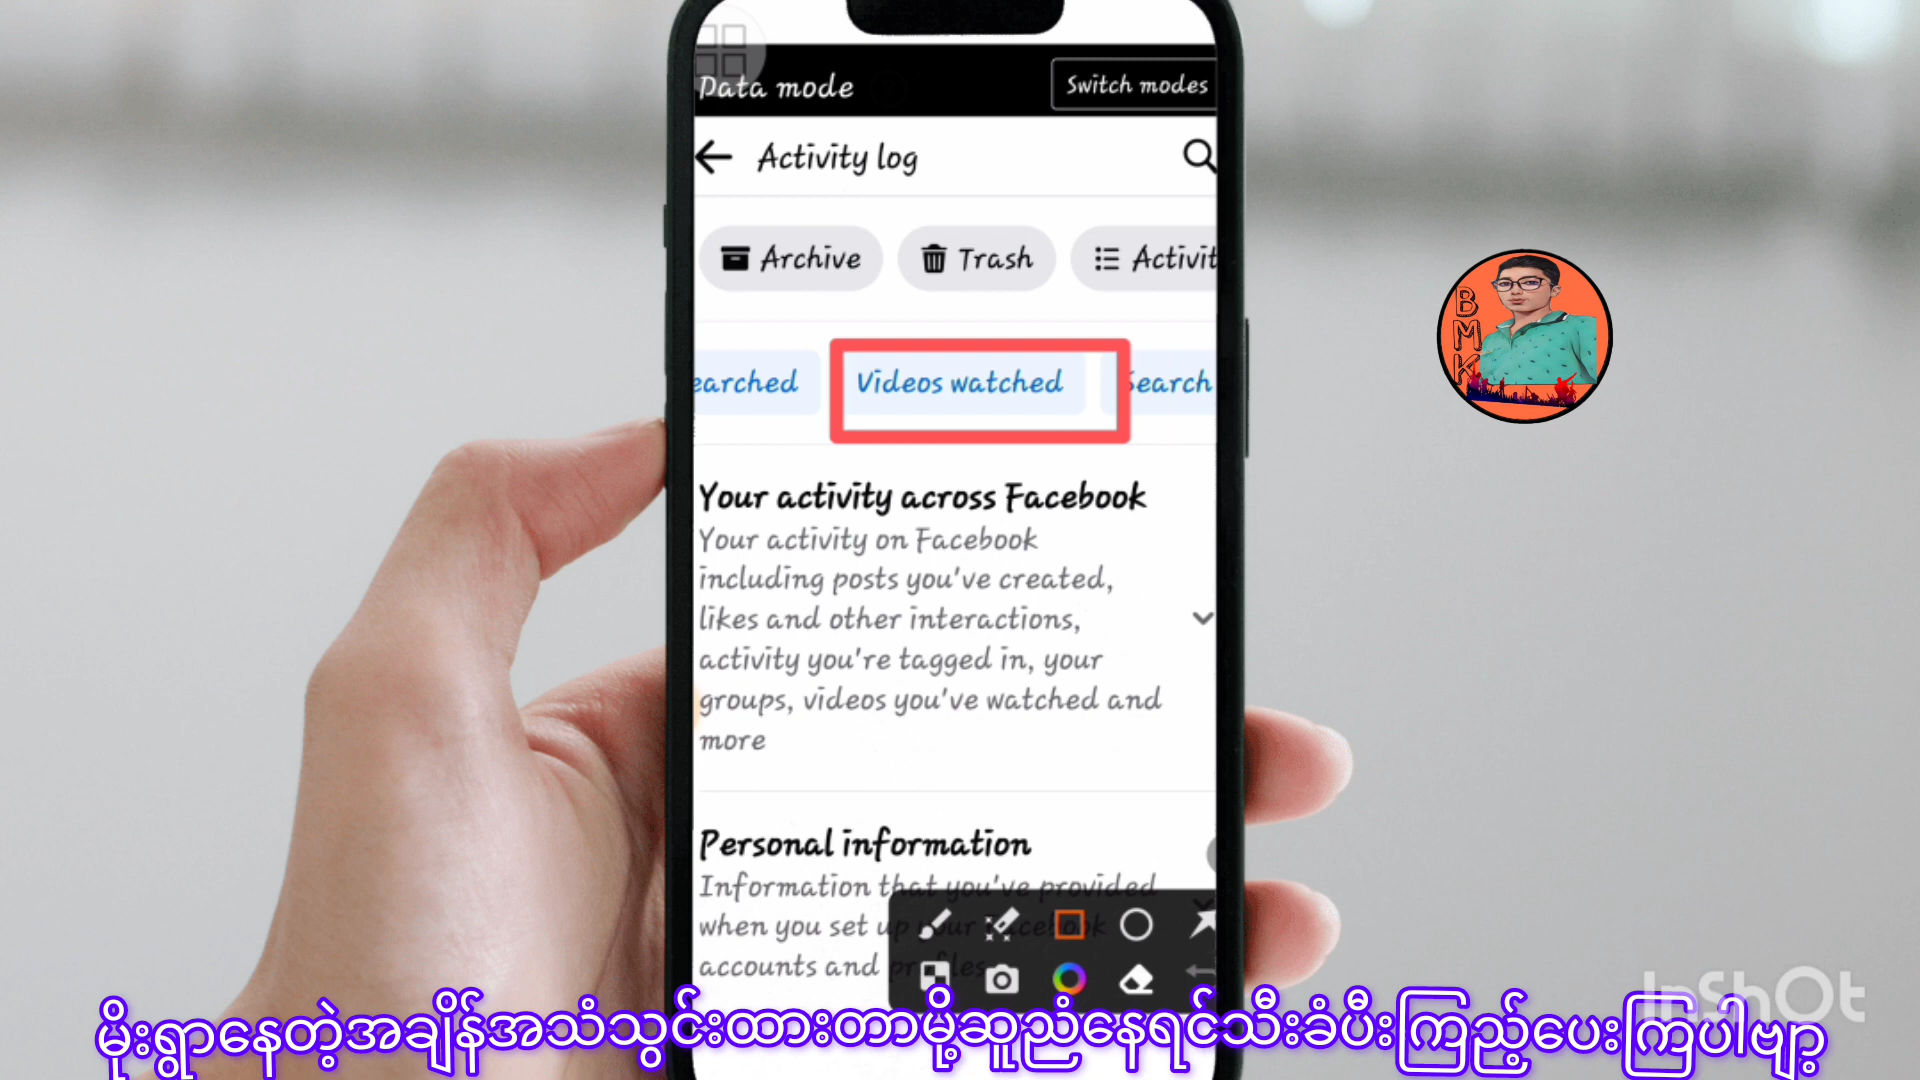 Data mode
Switch modes
Activity log
Archive
Trash
Activit
earched
Videos watched
Search
Your activity across Facebook
Your activity on Facebook
including posts you've created,
likes and other interactions,
activity you're tagged in, your
groups, videos you've watched and
more
Personal information
Information that you've provided
when you set up your Facebook
accounts and profiles
BMK
InShOt
မိုးရွာနေတဲ့အချိန်အသံသွင်းထားတာမို့ဆူညံနေရင်သီးခံပီးကြည့်ပေးကြပါဗျာ့